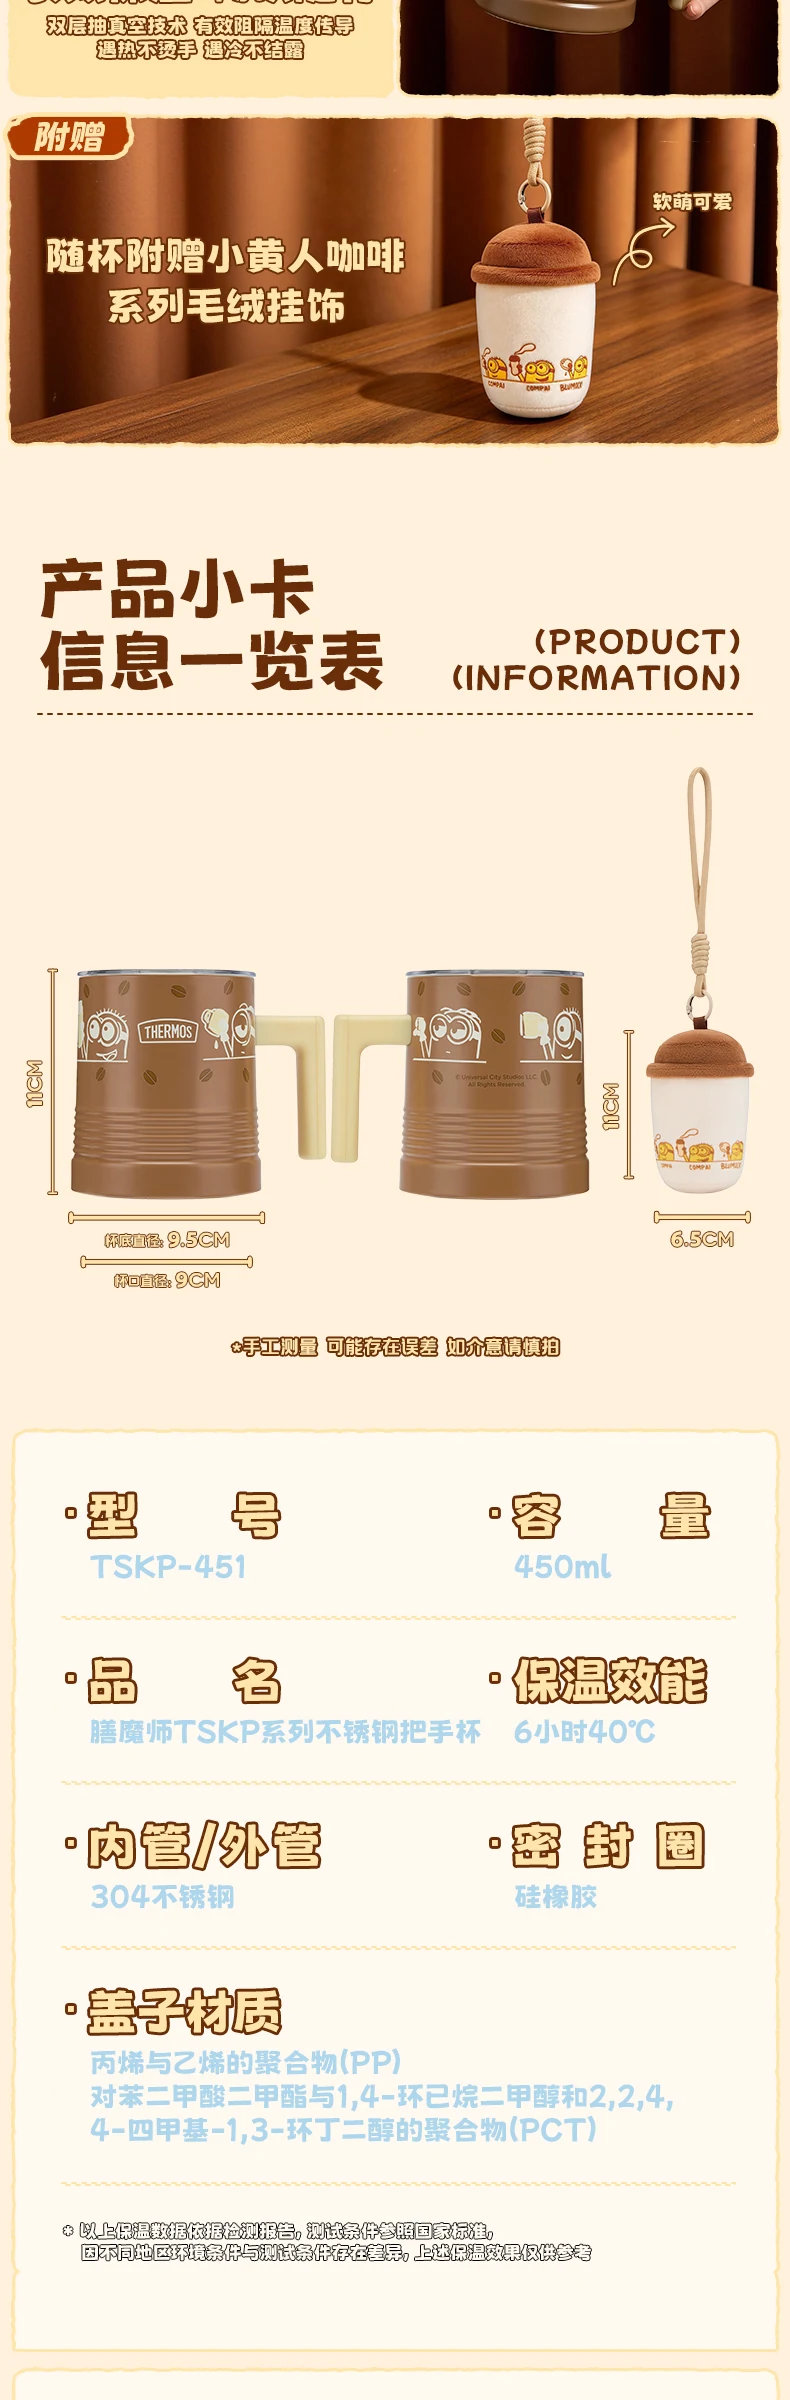 双层抽真空技术 有效阻隔温度传导
遇热不烫手 遇冷不结露
附赠
随杯附赠小黄人咖啡
系列毛绒挂饰
软萌可爱
COMPAI
COMPAI
BLUMOCK
产品小卡
信息一览表
(PRODUCT)
(INFORMATION)
THERMOS
© Universal City Studios LLC.
All Rights Reserved.
11CM
11CM
COMPAI
杯底直径: 9.5CM
6.5CM
杯口直径: 9CM
*手工测量 可能存在误差 如介意请慎拍
型号
容量
TSKP-451
450ml
品名
保温效能
膳魔师TSKP系列不锈钢把手杯
6小时40℃
内管/外管
密封圈
304不锈钢
硅橡胶
盖子材质
丙烯与乙烯的聚合物(PP)
对苯二甲酸二甲酯与1,4-环已烷二甲醇和2,2,4,
4-四甲基-1,3-环丁二醇的聚合物(PCT)
* 以上保温数据依据检测报告, 测试条件参照国家标准,
因不同地区环境条件与测试条件存在差异, 上述保温效果仅供参考